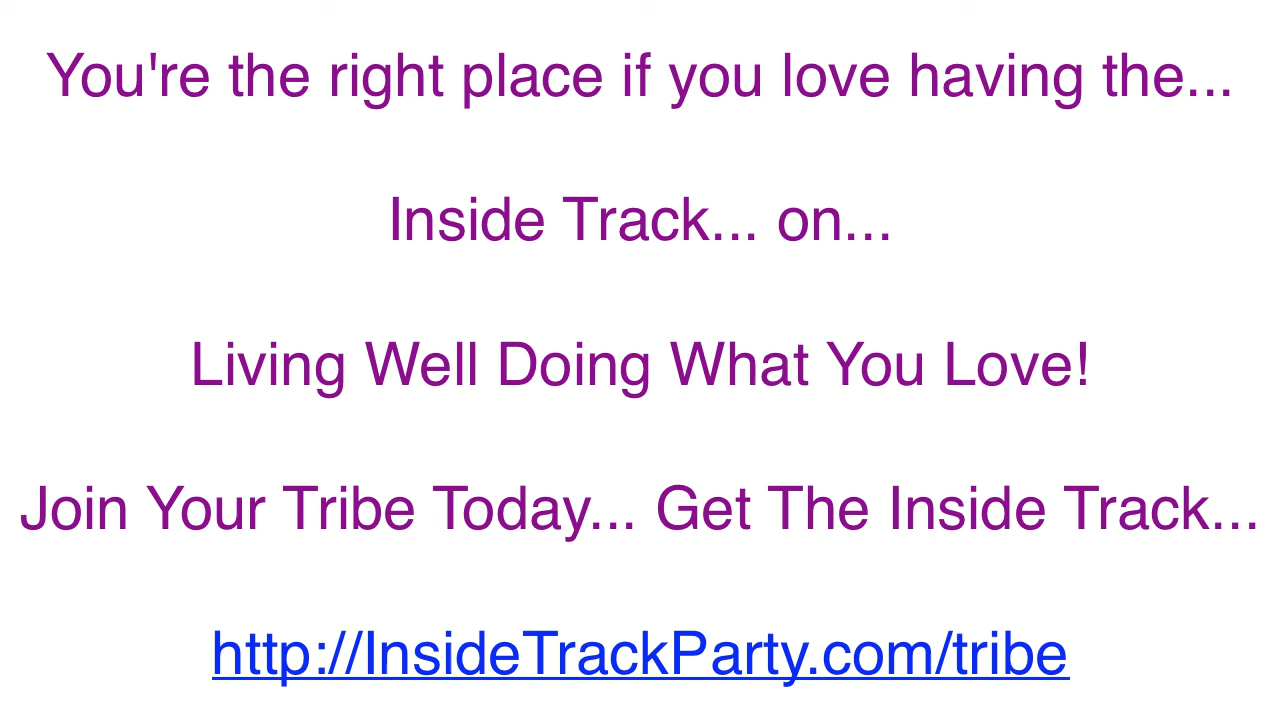 You're the right place if you love having the...
Inside Track... on...
Living Well Doing What You Love!
Join Your Tribe Today... Get The Inside Track...
http://InsideTrackParty.com/tribe